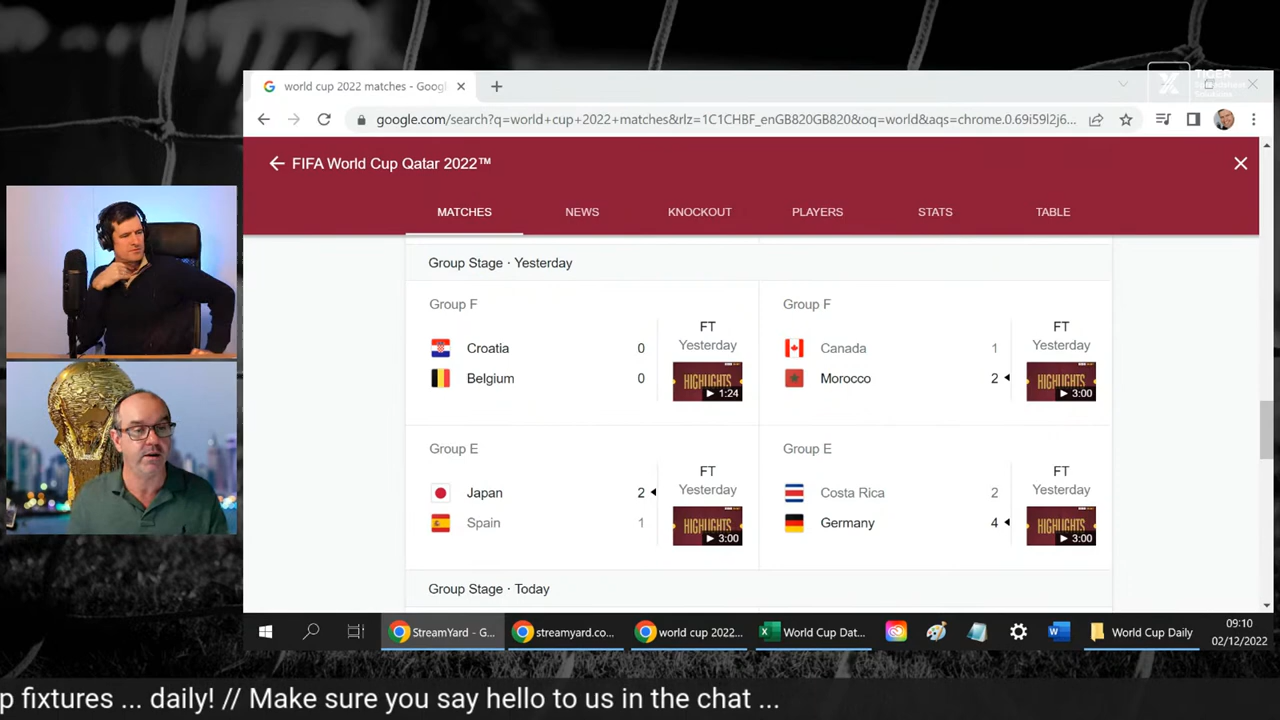 world cup 2022 matches - Goog
TIGER
Spreadsheet
Solutions
google.com/search?q=world+cup+2022+matches&rlz=1C1CHBF_enGB820GB820&oq=world&aqs=chrome.0.69i59l2j6...
FIFA World Cup Qatar 2022™
MATCHES NEWS KNOCKOUT PLAYERS STATS TABLE
Group Stage · Yesterday
Group F
FT
Yesterday
Croatia 0
Belgium 0
HIGHLIGHTS
1:24
Group F
FT
Yesterday
Canada 1
Morocco 2
HIGHLIGHTS
3:00
Group E
FT
Yesterday
Japan 2
Spain 1
HIGHLIGHTS
3:00
Group E
FT
Yesterday
Costa Rica 2
Germany 4
HIGHLIGHTS
3:00
Group Stage · Today
StreamYard - G... streamyard.co... world cup 2022... World Cup Dat... World Cup Daily
09:10
02/12/2022
p fixtures ... daily! // Make sure you say hello to us in the chat ...